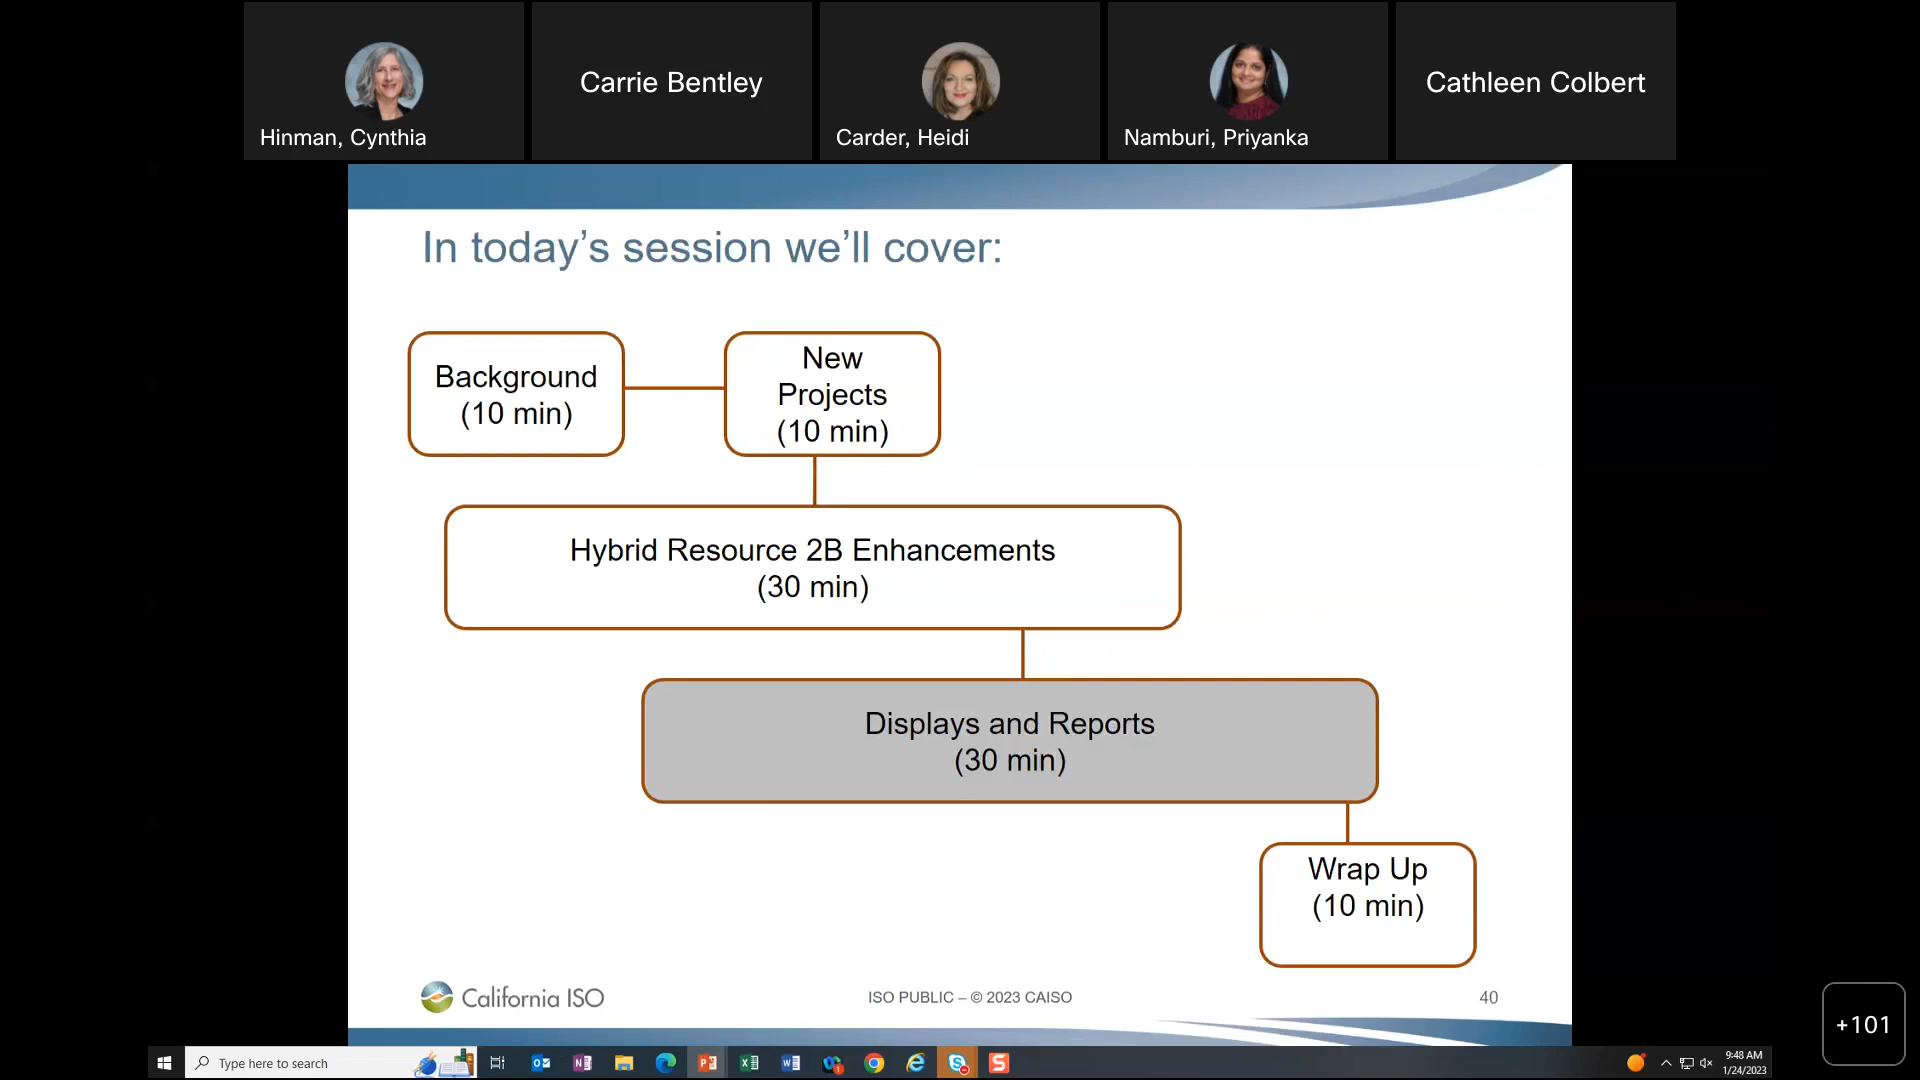 Hinman, Cynthia
Carrie Bentley
Carder, Heidi
Namburi, Priyanka
Cathleen Colbert
In today’s session we’ll cover:
Background
(10 min)
New
Projects
(10 min)
Hybrid Resource 2B Enhancements
(30 min)
Displays and Reports
(30 min)
Wrap Up
(10 min)
California ISO
ISO PUBLIC – © 2023 CAISO
40
+101
Type here to search
9:48 AM
1/24/2023